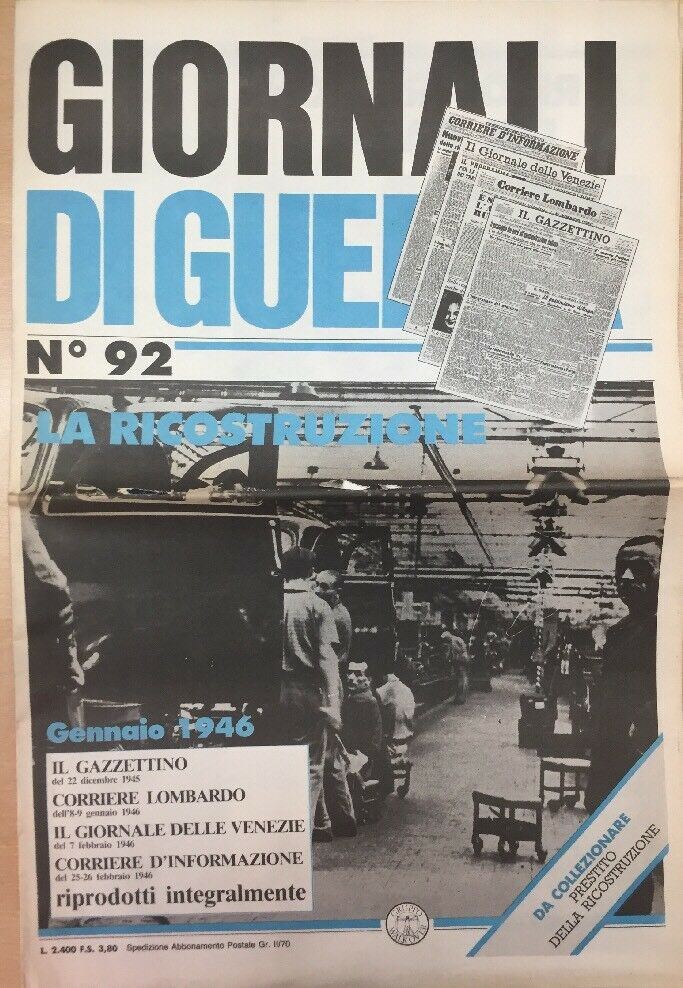 GIORNALI
DI GUE
CORRIERE D'INFORMAZIONE
Il Giornale delle Venezie
Corriere Lombardo
IL GAZZETTINO
N° 92
LA RICOSTRUZIONE
Gennaio 1946
IL GAZZETTINO
del 22 dicembre 1945
CORRIERE LOMBARDO
dell'8-9 gennaio 1946
IL GIORNALE DELLE VENEZIE
del 7 febbraio 1946
CORRIERE D'INFORMAZIONE
del 25-26 febbraio 1946
riprodotti integralmente
DA COLLEZIONARE
PRESTITO
DELLA RICOSTRUZIONE
GRUPPO
WALK OVER
L. 2.400 F.S. 3,80 Spedizione Abbonamento Postale Gr. II/70